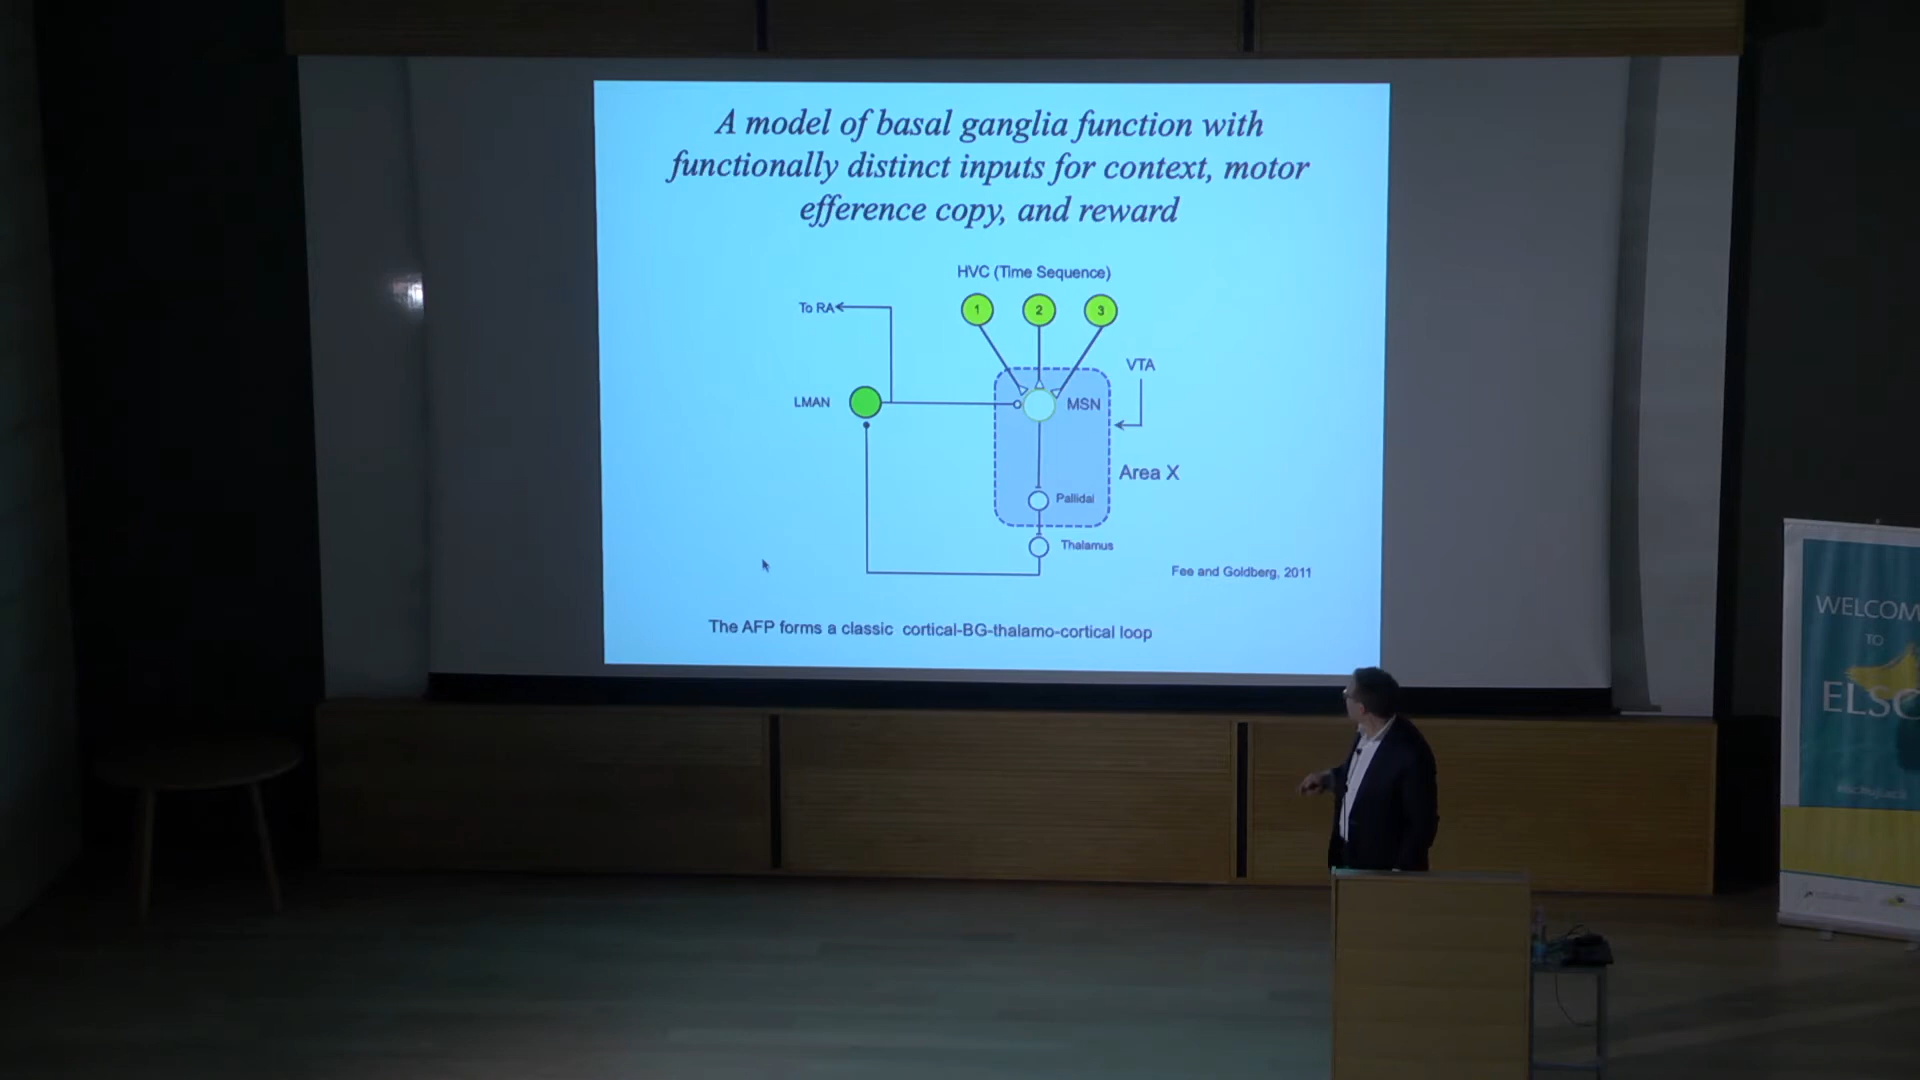 A model of basal ganglia function with
functionally distinct inputs for context, motor
efference copy, and reward
HVC (Time Sequence)
To RA
1
2
3
VTA
LMAN
MSN
Area X
Pallidal
Thalamus
Fee and Goldberg, 2011
The AFP forms a classic cortical-BG-thalamo-cortical loop
WELCOM
TO
ELSC